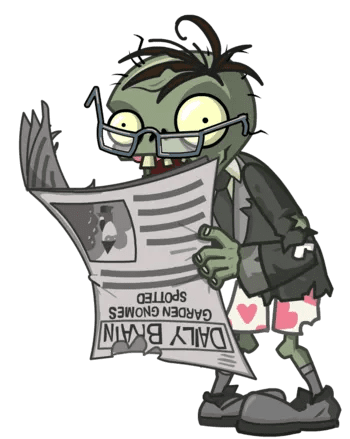 DAILY BRAIN
GARDEN GNOMES
SPOTTED